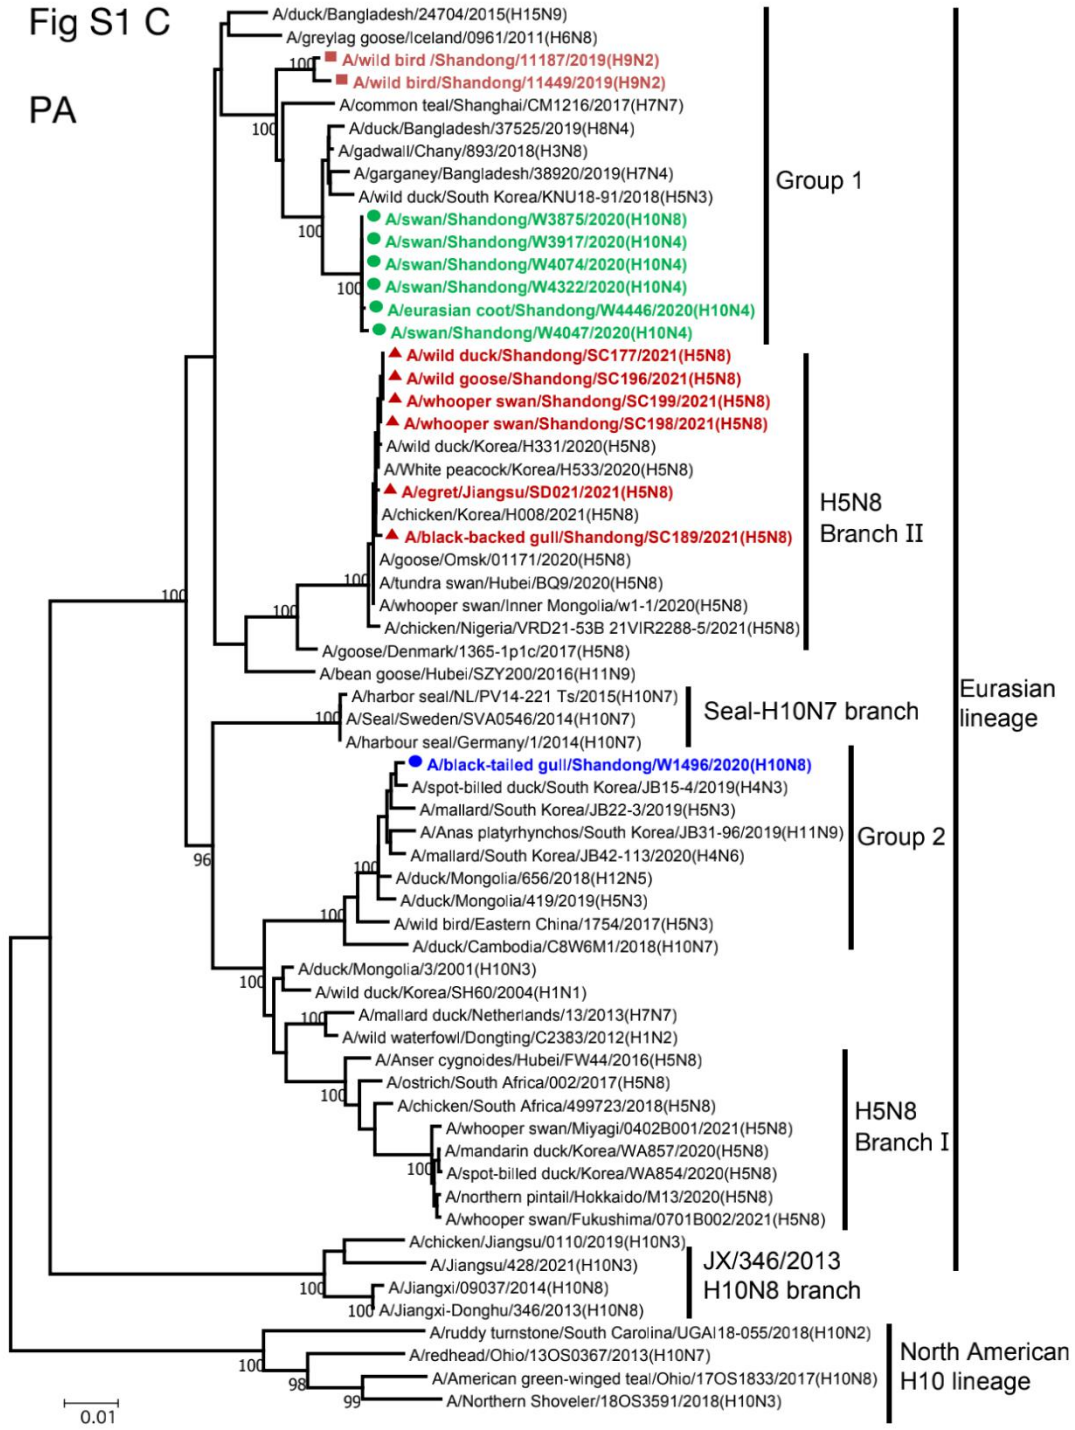 Fig S1 C
PA
A/duck/Bangladesh/24704/2015(H15N9)
A/greylag goose/Iceland/0961/2011(H6N8)
100
A/wild bird /Shandong/11187/2019(H9N2)
A/wild bird/Shandong/11449/2019(H9N2)
A/common teal/Shanghai/CM1216/2017(H7N7)
100
A/duck/Bangladesh/37525/2019(H8N4)
A/gadwall/Chany/893/2018(H3N8)
A/garganey/Bangladesh/38920/2019(H7N4)
Group 1
A/wild duck/South Korea/KNU18-91/2018(H5N3)
A/swan/Shandong/W3875/2020(H10N8)
100
A/swan/Shandong/W3917/2020(H10N4)
A/swan/Shandong/W4074/2020(H10N4)
A/swan/Shandong/W4322/2020(H10N4)
100
A/eurasian coot/Shandong/W4446/2020(H10N4)
A/swan/Shandong/W4047/2020(H10N4)
A/wild duck/Shandong/SC177/2021(H5N8)
A/wild goose/Shandong/SC196/2021(H5N8)
A/whooper swan/Shandong/SC199/2021(H5N8)
A/whooper swan/Shandong/SC198/2021(H5N8)
A/wild duck/Korea/H331/2020(H5N8)
A/White peacock/Korea/H533/2020(H5N8)
A/egret/Jiangsu/SD021/2021(H5N8)
A/chicken/Korea/H008/2021(H5N8)
H5N8
Branch II
A/black-backed gull/Shandong/SC189/2021(H5N8)
A/goose/Omsk/01171/2020(H5N8)
100
A/tundra swan/Hubei/BQ9/2020(H5N8)
100
A/whooper swan/Inner Mongolia/w1-1/2020(H5N8)
100
A/chicken/Nigeria/VRD21-53B 21VIR2288-5/2021(H5N8)
A/goose/Denmark/1365-1p1c/2017(H5N8)
A/bean goose/Hubei/SZY200/2016(H11N9)
Eurasian
lineage
A/harbor seal/NL/PV14-221 Ts/2015(H10N7)
100
A/Seal/Sweden/SVA0546/2014(H10N7)
Seal-H10N7 branch
A/harbour seal/Germany/1/2014(H10N7)
A/black-tailed gull/Shandong/W1496/2020(H10N8)
A/spot-billed duck/South Korea/JB15-4/2019(H4N3)
A/mallard/South Korea/JB22-3/2019(H5N3)
A/Anas platyrhynchos/South Korea/JB31-96/2019(H11N9)
Group 2
A/mallard/South Korea/JB42-113/2020(H4N6)
96
100
A/duck/Mongolia/656/2018(H12N5)
A/duck/Mongolia/419/2019(H5N3)
100
A/wild bird/Eastern China/1754/2017(H5N3)
A/duck/Cambodia/C8W6M1/2018(H10N7)
A/duck/Mongolia/3/2001(H10N3)
100
A/wild duck/Korea/SH60/2004(H1N1)
A/mallard duck/Netherlands/13/2013(H7N7)
100
A/wild waterfowl/Dongting/C2383/2012(H1N2)
A/Anser cygnoides/Hubei/FW44/2016(H5N8)
A/ostrich/South Africa/002/2017(H5N8)
100
A/chicken/South Africa/499723/2018(H5N8)
H5N8
Branch I
A/whooper swan/Miyagi/0402B001/2021(H5N8)
A/mandarin duck/Korea/WA857/2020(H5N8)
100
A/spot-billed duck/Korea/WA854/2020(H5N8)
A/northern pintail/Hokkaido/M13/2020(H5N8)
A/whooper swan/Fukushima/0701B002/2021(H5N8)
A/chicken/Jiangsu/0110/2019(H10N3)
A/Jiangsu/428/2021(H10N3)
JX/346/2013
H10N8 branch
100
A/Jiangxi/09037/2014(H10N8)
100
A/Jiangxi-Donghu/346/2013(H10N8)
A/ruddy turnstone/South Carolina/UGAI18-055/2018(H10N2)
100
A/redhead/Ohio/13OS0367/2013(H10N7)
North American
H10 lineage
98
A/American green-winged teal/Ohio/17OS1833/2017(H10N8)
99
A/Northern Shoveler/18OS3591/2018(H10N3)
0.01